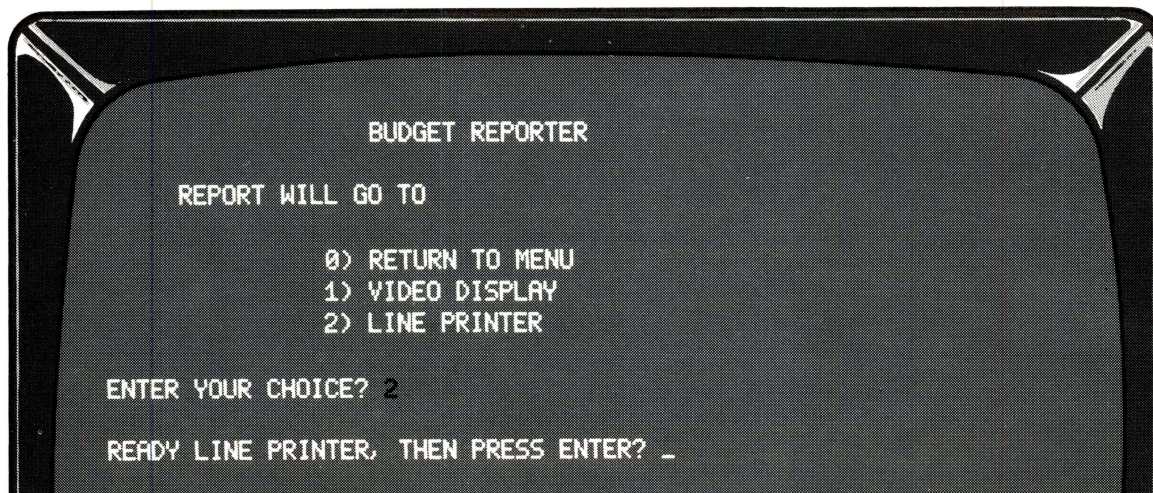 BUDGET REPORTER
REPORT WILL GO TO
0) RETURN TO MENU
1) VIDEO DISPLAY
2) LINE PRINTER
ENTER YOUR CHOICE? 2
READY LINE PRINTER, THEN PRESS ENTER? _